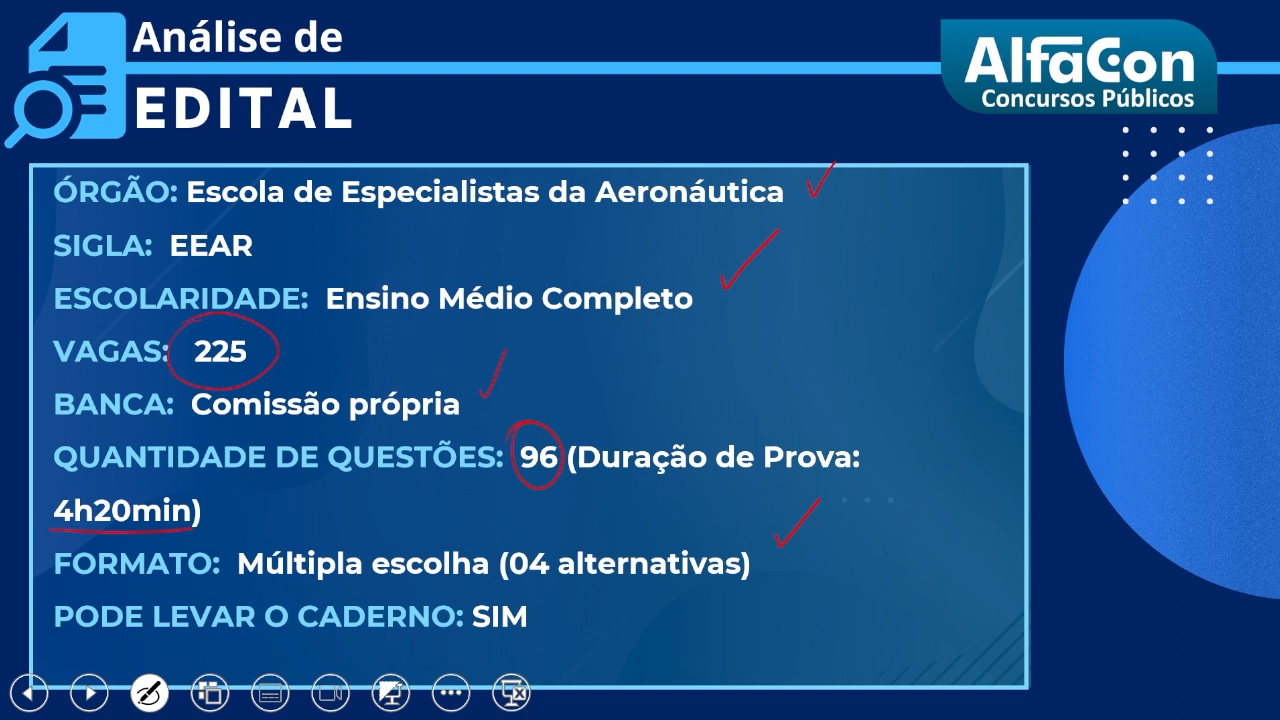 Análise de
EDITAL
AlfaCon
Concursos Públicos
ÓRGÃO: Escola de Especialistas da Aeronáutica
SIGLA: EEAR
ESCOLARIDADE: Ensino Médio Completo
VAGAS: 225
BANCA: Comissão própria
QUANTIDADE DE QUESTÕES: 96 (Duração de Prova:
4h20min)
FORMATO: Múltipla escolha (04 alternativas)
PODE LEVAR O CADERNO: SIM